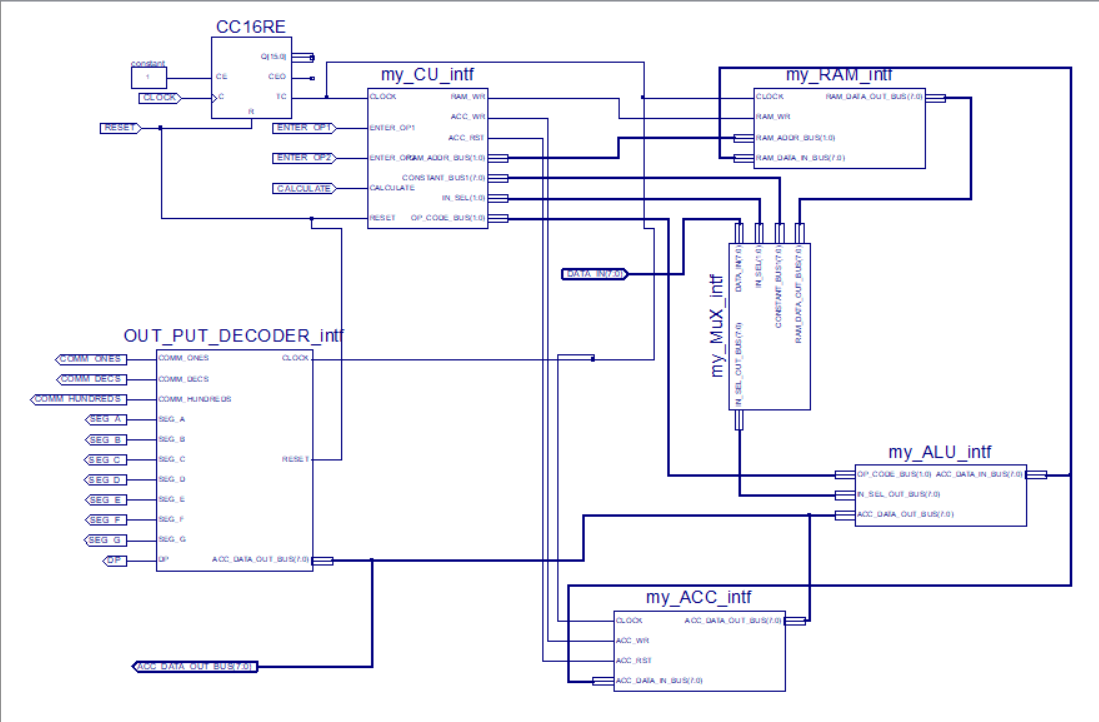 CC16RE
constant
1
CE
Q(15:0)
CEO
CLOCK
C
TC
R
RESET
my_CU_intf
CLOCK
RAM_WR
ACC_WR
ACC_RST
ENTER_OP1
ENTER_OP1
ENTER_OP2
RAM_ADDR_BUS(1:0)
CONSTANT_BUS1(7:0)
CALCULATE
CALCULATE
IN_SEL(1:0)
RESET
OP_CODE_BUS(1:0)
my_RAM_intf
CLOCK
RAM_DATA_OUT_BUS(7:0)
RAM_WR
RAM_ADDR_BUS(1:0)
RAM_DATA_IN_BUS(7:0)
DATA_IN(7:0)
my_MuX_intf
DATA_IN(7:0)
IN_SEL(1:0)
CONSTANT_BUS1(7:0)
RAM_DATA_OUT_BUS(7:0)
IN_SEL_OUT_BUS(7:0)
OUT_PUT_DECODER_intf
COMM_ONES
COMM_ONES
CLOCK
COMM_DECS
COMM_DECS
COMM_HUNDREDS
COMM_HUNDREDS
SEG_A
SEG_A
SEG_B
SEG_B
SEG_C
SEG_C
RESET
SEG_D
SEG_D
SEG_E
SEG_E
SEG_F
SEG_F
SEG_G
SEG_G
DP
DP
ACC_DATA_OUT_BUS(7:0)
ACC_DATA_OUT_BUS(7:0)
my_ALU_intf
OP_CODE_BUS(1:0)
ACC_DATA_IN_BUS(7:0)
IN_SEL_OUT_BUS(7:0)
ACC_DATA_OUT_BUS(7:0)
my_ACC_intf
CLOCK
ACC_DATA_OUT_BUS(7:0)
ACC_WR
ACC_RST
ACC_DATA_IN_BUS(7:0)